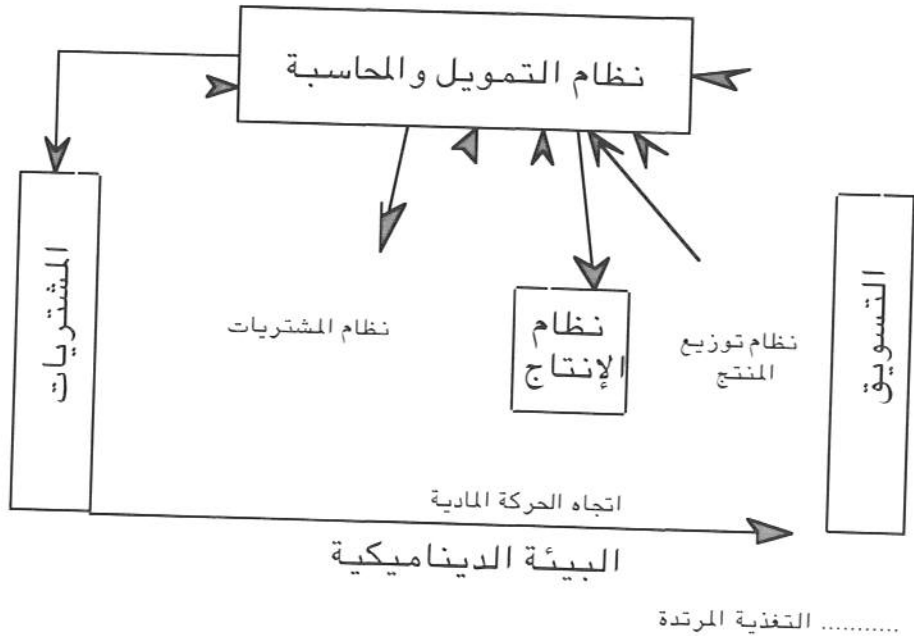 نظام التمويل والمحاسبة
المشتريات
التسويق
نظام المشتريات
نظام
الإنتاج
نظام توزيع
المنتج
اتجاه الحركة المادية
البيئة الديناميكية
........... التغذية المرتدة